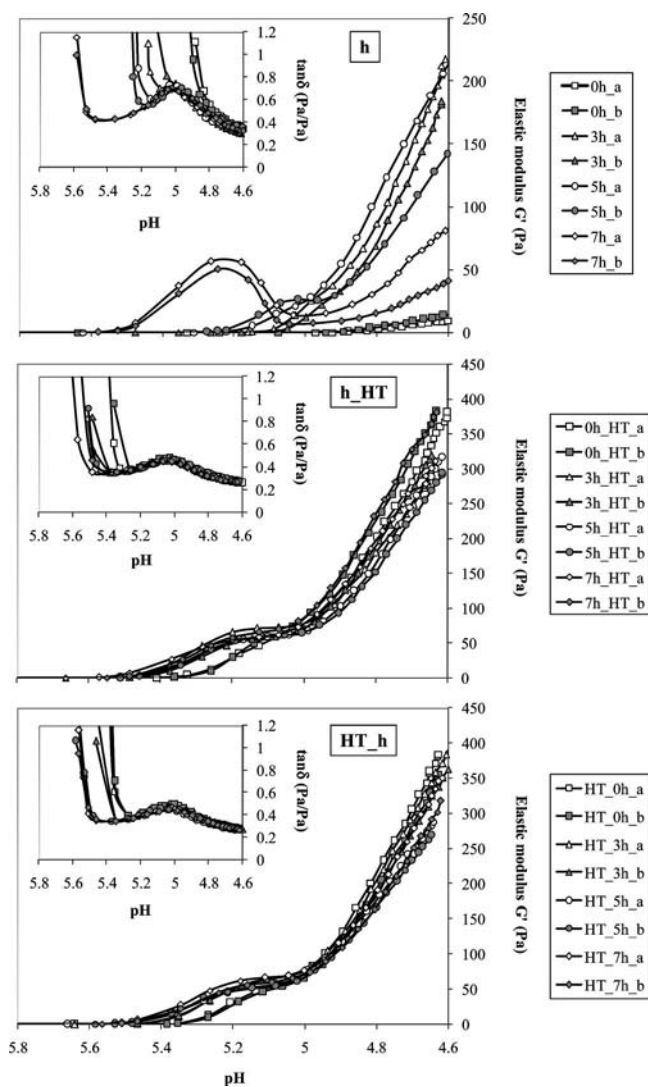 h
1.2
1
0.8
0.6
0.4
0.2
0
tanδ (Pa/Pa)
5.8 5.6 5.4 5.2 5 4.8 4.6
pH
250
200
150
100
50
0
Elastic modulus G' (Pa)
0h_a
0h_b
3h_a
3h_b
5h_a
5h_b
7h_a
7h_b
h_HT
1.2
1
0.8
0.6
0.4
0.2
0
tanδ (Pa/Pa)
5.8 5.6 5.4 5.2 5 4.8 4.6
pH
450
400
350
300
250
200
150
100
50
0
Elastic modulus G' (Pa)
0h_HT_a
0h_HT_b
3h_HT_a
3h_HT_b
5h_HT_a
5h_HT_b
7h_HT_a
7h_HT_b
HT_h
1.2
1
0.8
0.6
0.4
0.2
0
tanδ (Pa/Pa)
5.8 5.6 5.4 5.2 5 4.8 4.6
pH
450
400
350
300
250
200
150
100
50
0
Elastic modulus G' (Pa)
HT_0h_a
HT_0h_b
HT_3h_a
HT_3h_b
HT_5h_a
HT_5h_b
HT_7h_a
HT_7h_b
5.8 5.6 5.4 5.2 5 4.8 4.6
pH